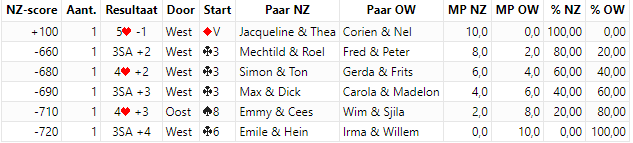 NZ-score Aant. Resultaat Door Start Paar NZ Paar OW MP NZ MP OW % NZ % OW
+100 1 5♥ -1 West ♦V Jacqueline & Thea Corien & Nel 10,0 0,0 100,00 0,00
-660 1 3SA +2 West ♣3 Mechtild & Roel Fred & Peter 8,0 2,0 80,00 20,00
-680 1 4♥ +2 West ♣3 Simon & Ton Gerda & Frits 6,0 4,0 60,00 40,00
-690 1 3SA +3 West ♣3 Max & Dick Carola & Madelon 4,0 6,0 40,00 60,00
-710 1 4♥ +3 Oost ♠8 Emmy & Cees Wim & Sjila 2,0 8,0 20,00 80,00
-720 1 3SA +4 West ♣6 Emile & Hein Irma & Willem 0,0 10,0 0,00 100,00